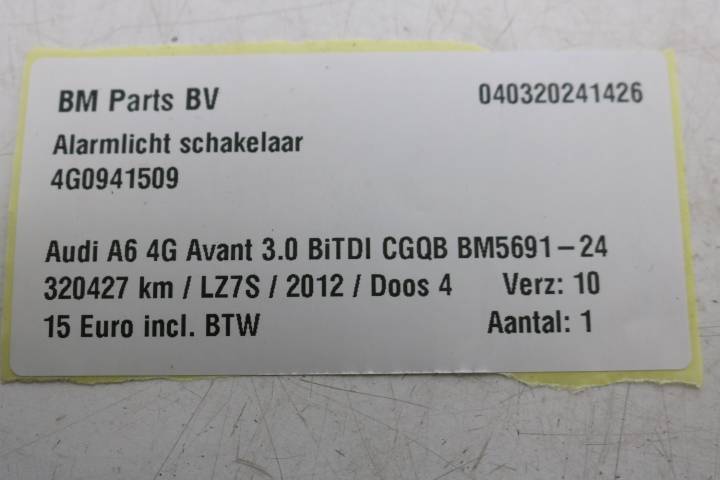 BM Parts BV 040320241426
Alarmlicht schakelaar
4G0941509
Audi A6 4G Avant 3.0 BiTDI CGQB BM5691-24
320427 km / LZ7S / 2012 / Doos 4 Verz: 10
15 Euro incl. BTW Aantal: 1